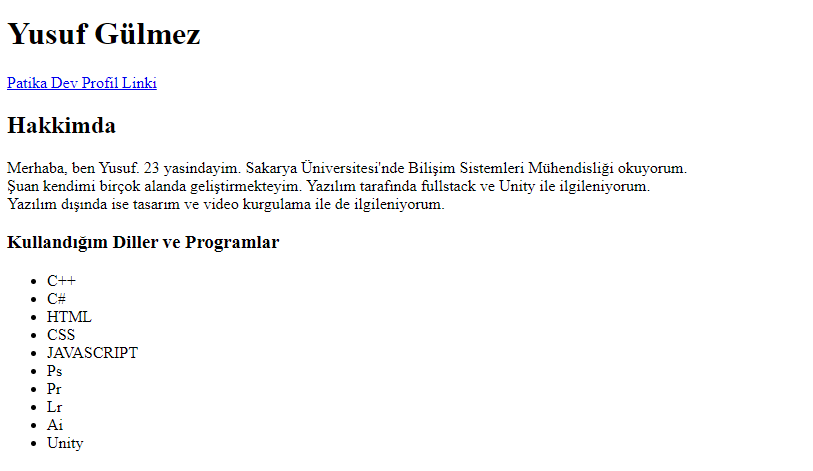 Yusuf Gülmez
Patika Dev Profil Linki
Hakkimda
Merhaba, ben Yusuf. 23 yasindayim. Sakarya Üniversitesi'nde Bilişim Sistemleri Mühendisliği okuyorum.
Şuan kendimi birçok alanda geliştirmekteyim. Yazılım tarafında fullstack ve Unity ile ilgileniyorum.
Yazılım dışında ise tasarım ve video kurgulama ile de ilgileniyorum.
Kullandığım Diller ve Programlar
• C++
• C#
• HTML
• CSS
• JAVASCRIPT
• Ps
• Pr
• Lr
• Ai
• Unity